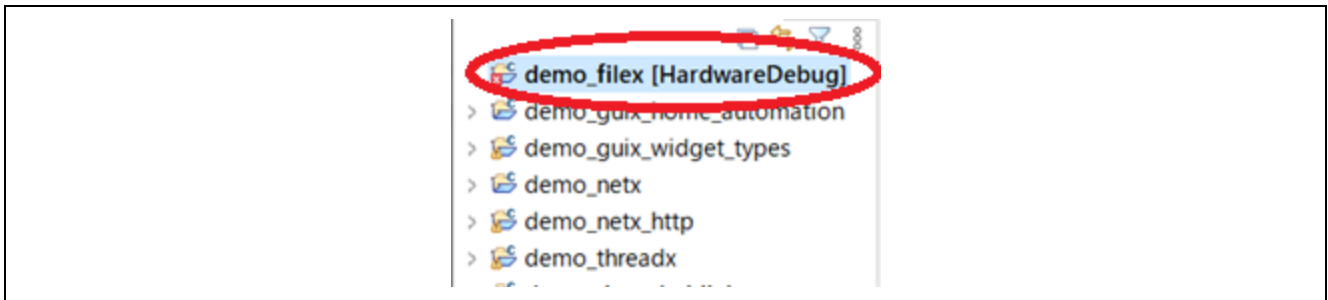 demo_filex [HardwareDebug]
demo_guix_home_automation
demo_guix_widget_types
demo_netx
demo_netx_http
demo_threadx